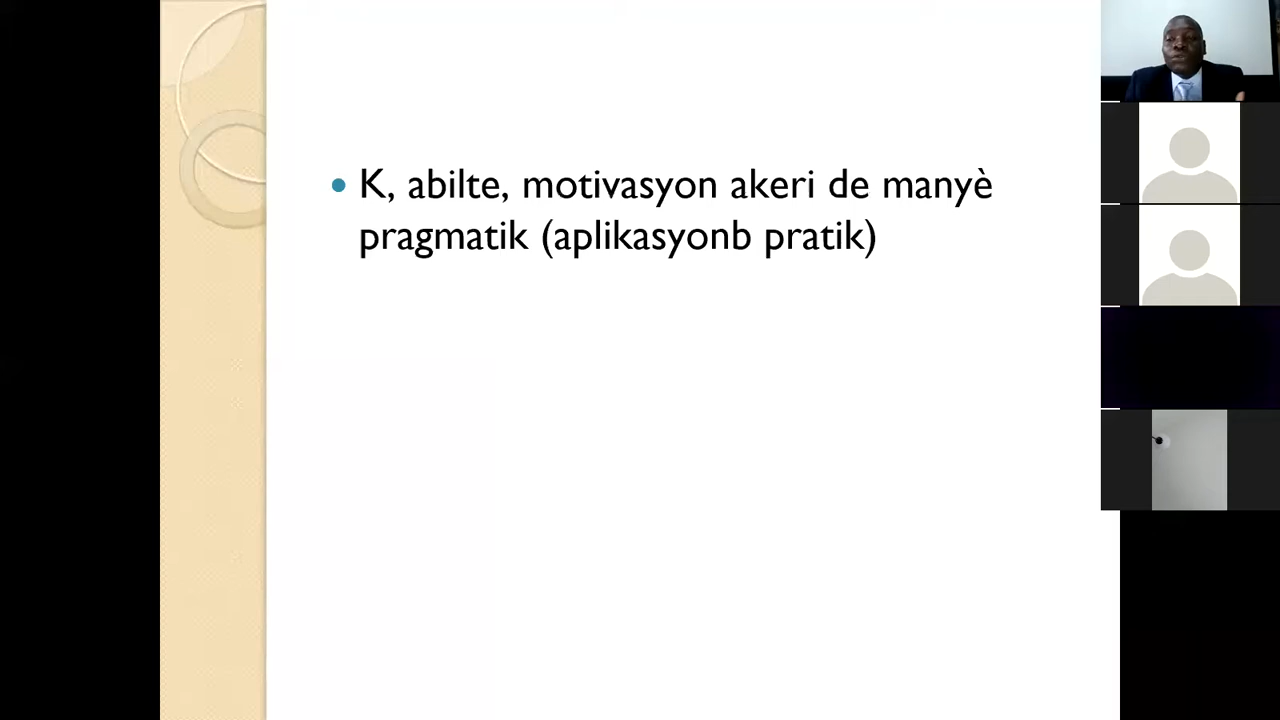 K, abilte, motivasyon akeri de manyè
pragmatik (aplikasyonb pratik)